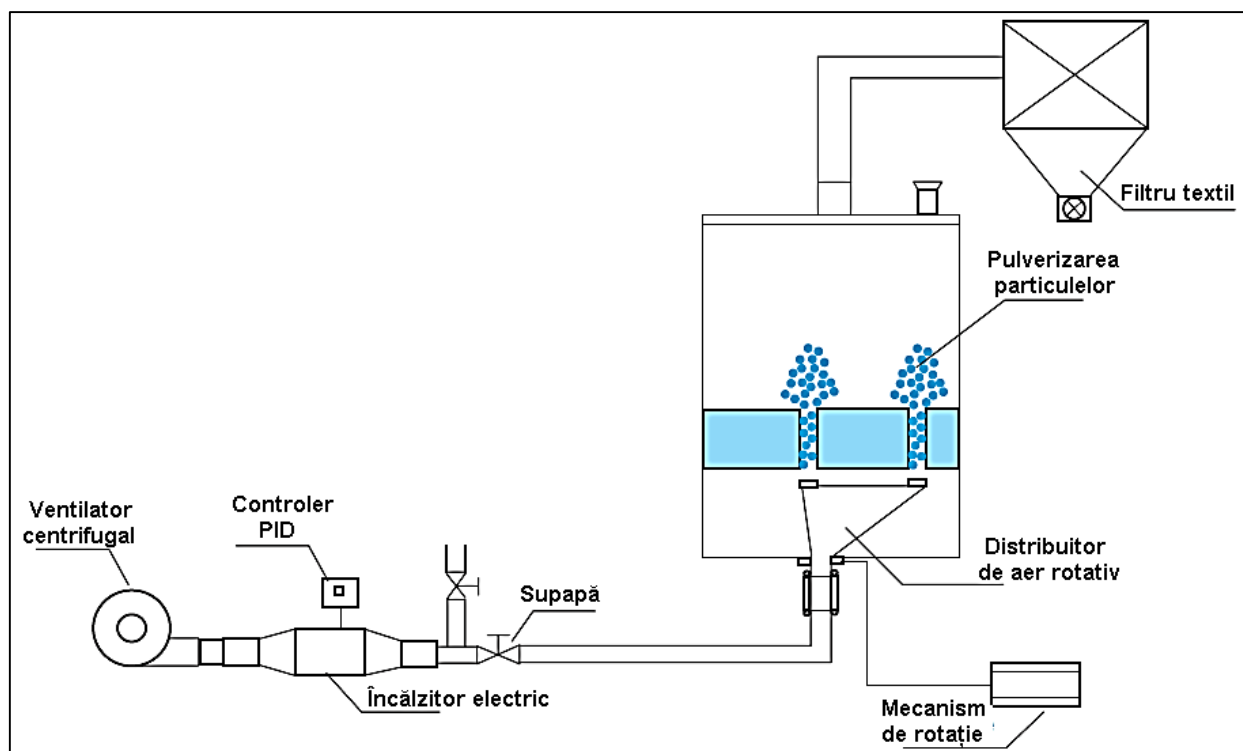 Filtru textil
Pulverizarea
particulelor
Ventilator
centrifugal
Controler
PID
Supapă
Distribuitor
de aer rotativ
Încălzitor electric
Mecanism
de rotație